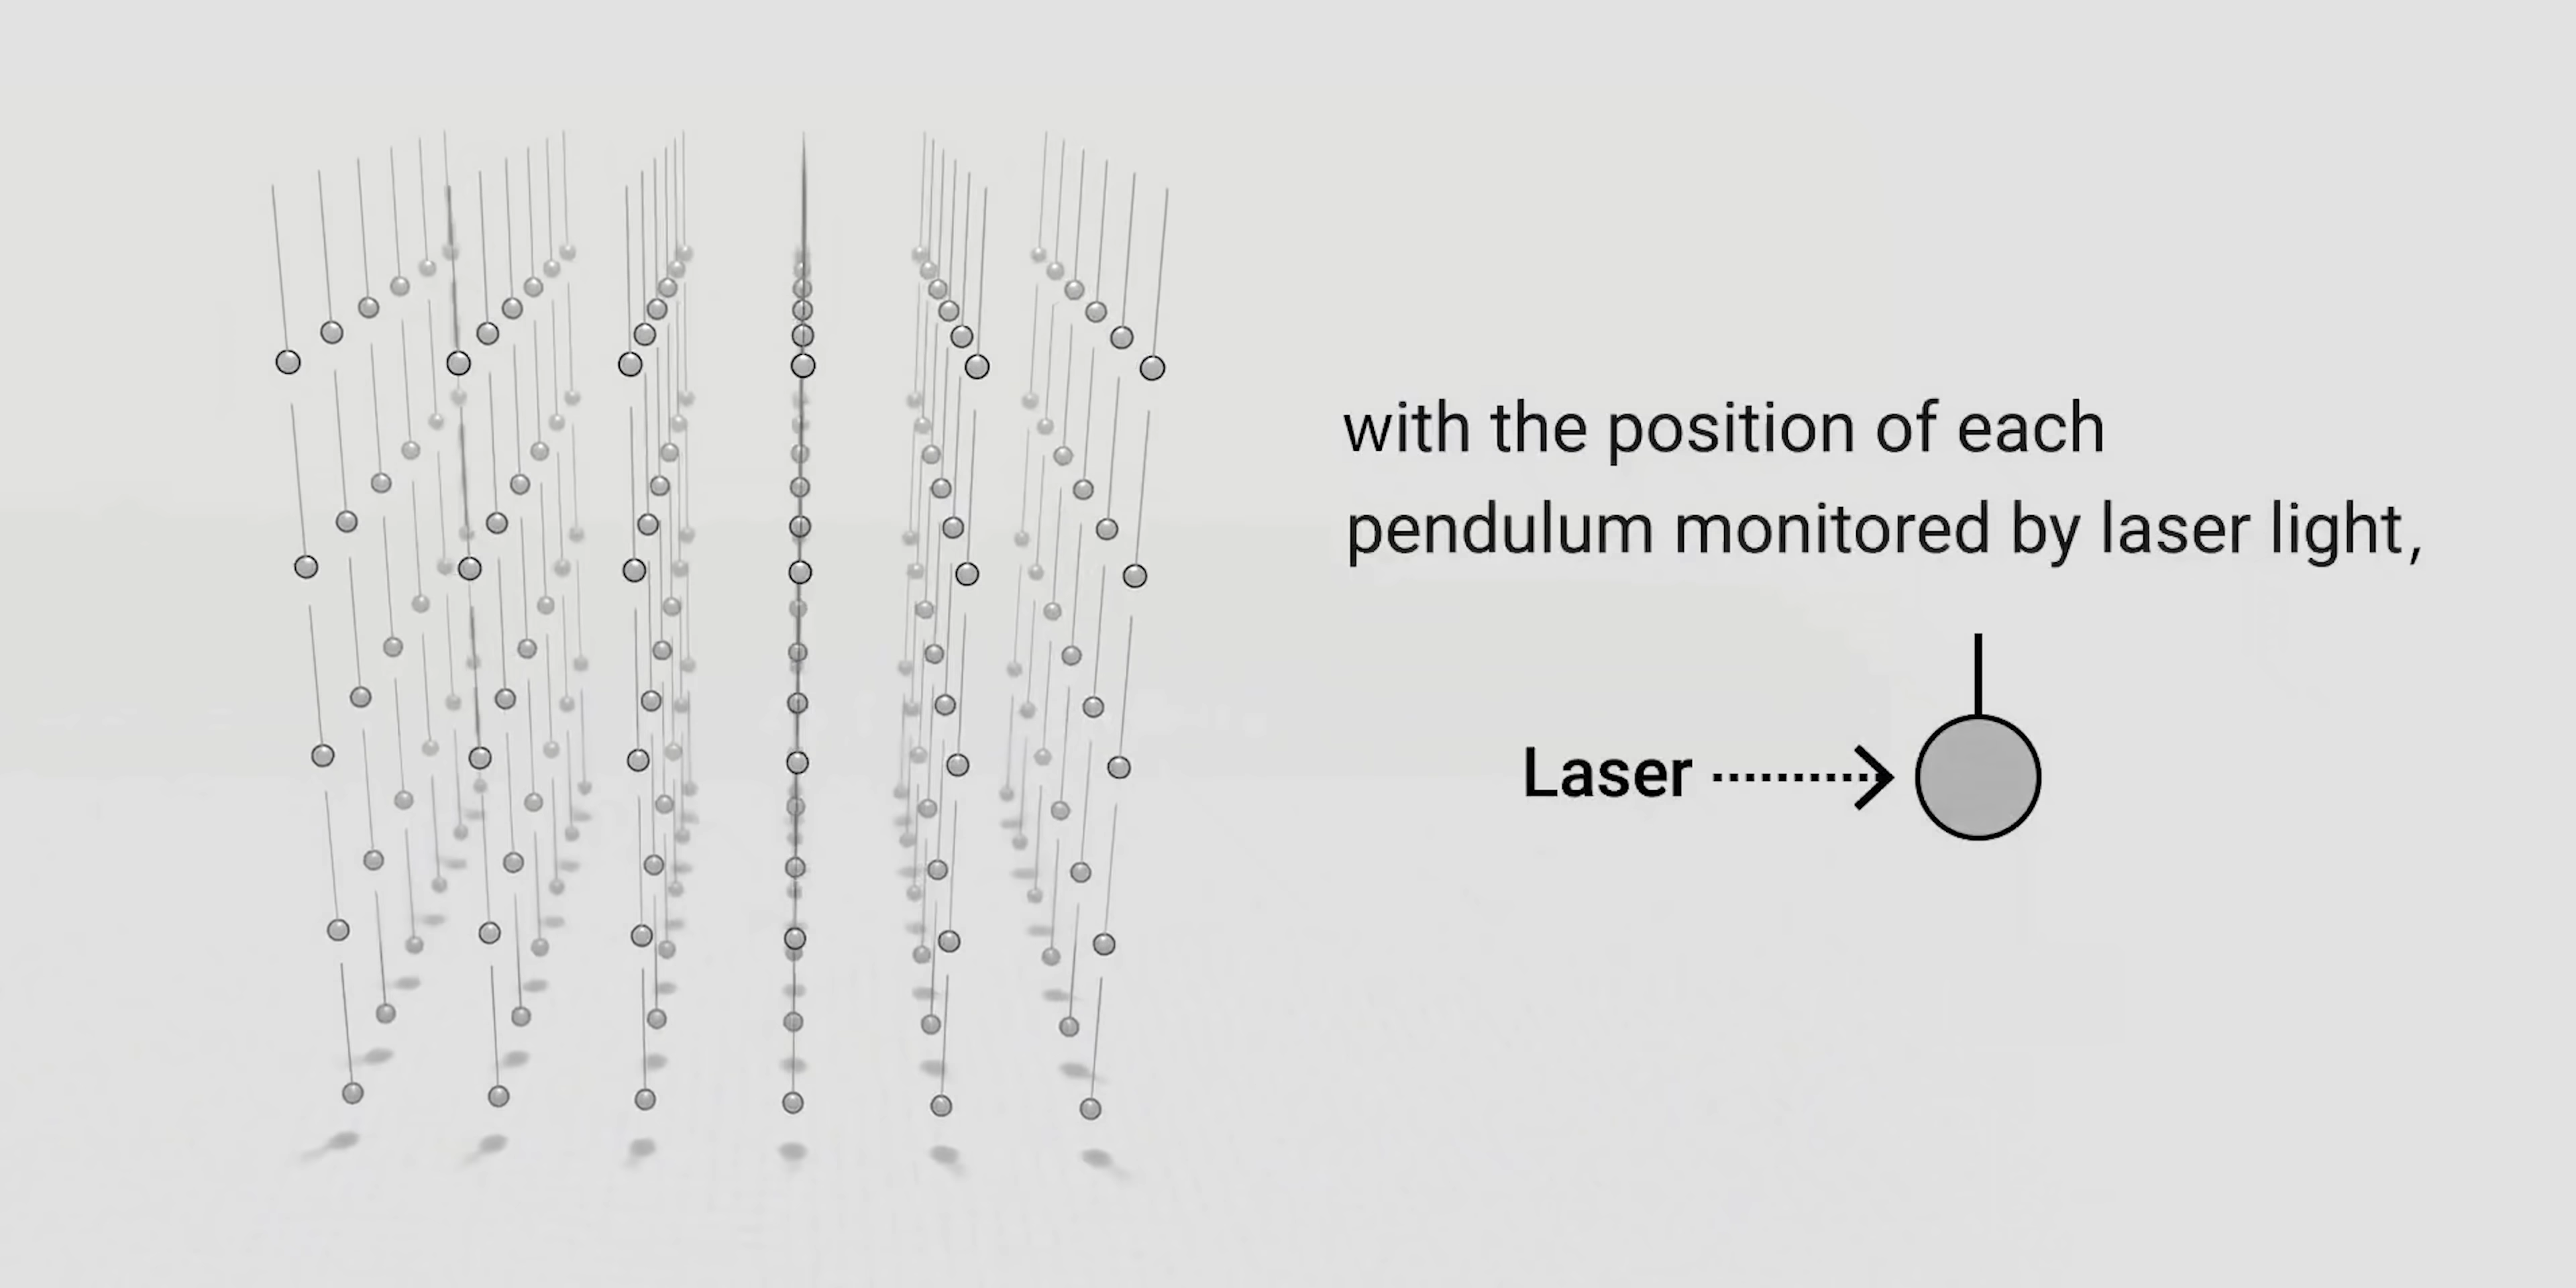 with the position of each
pendulum monitored by laser light,
Laser